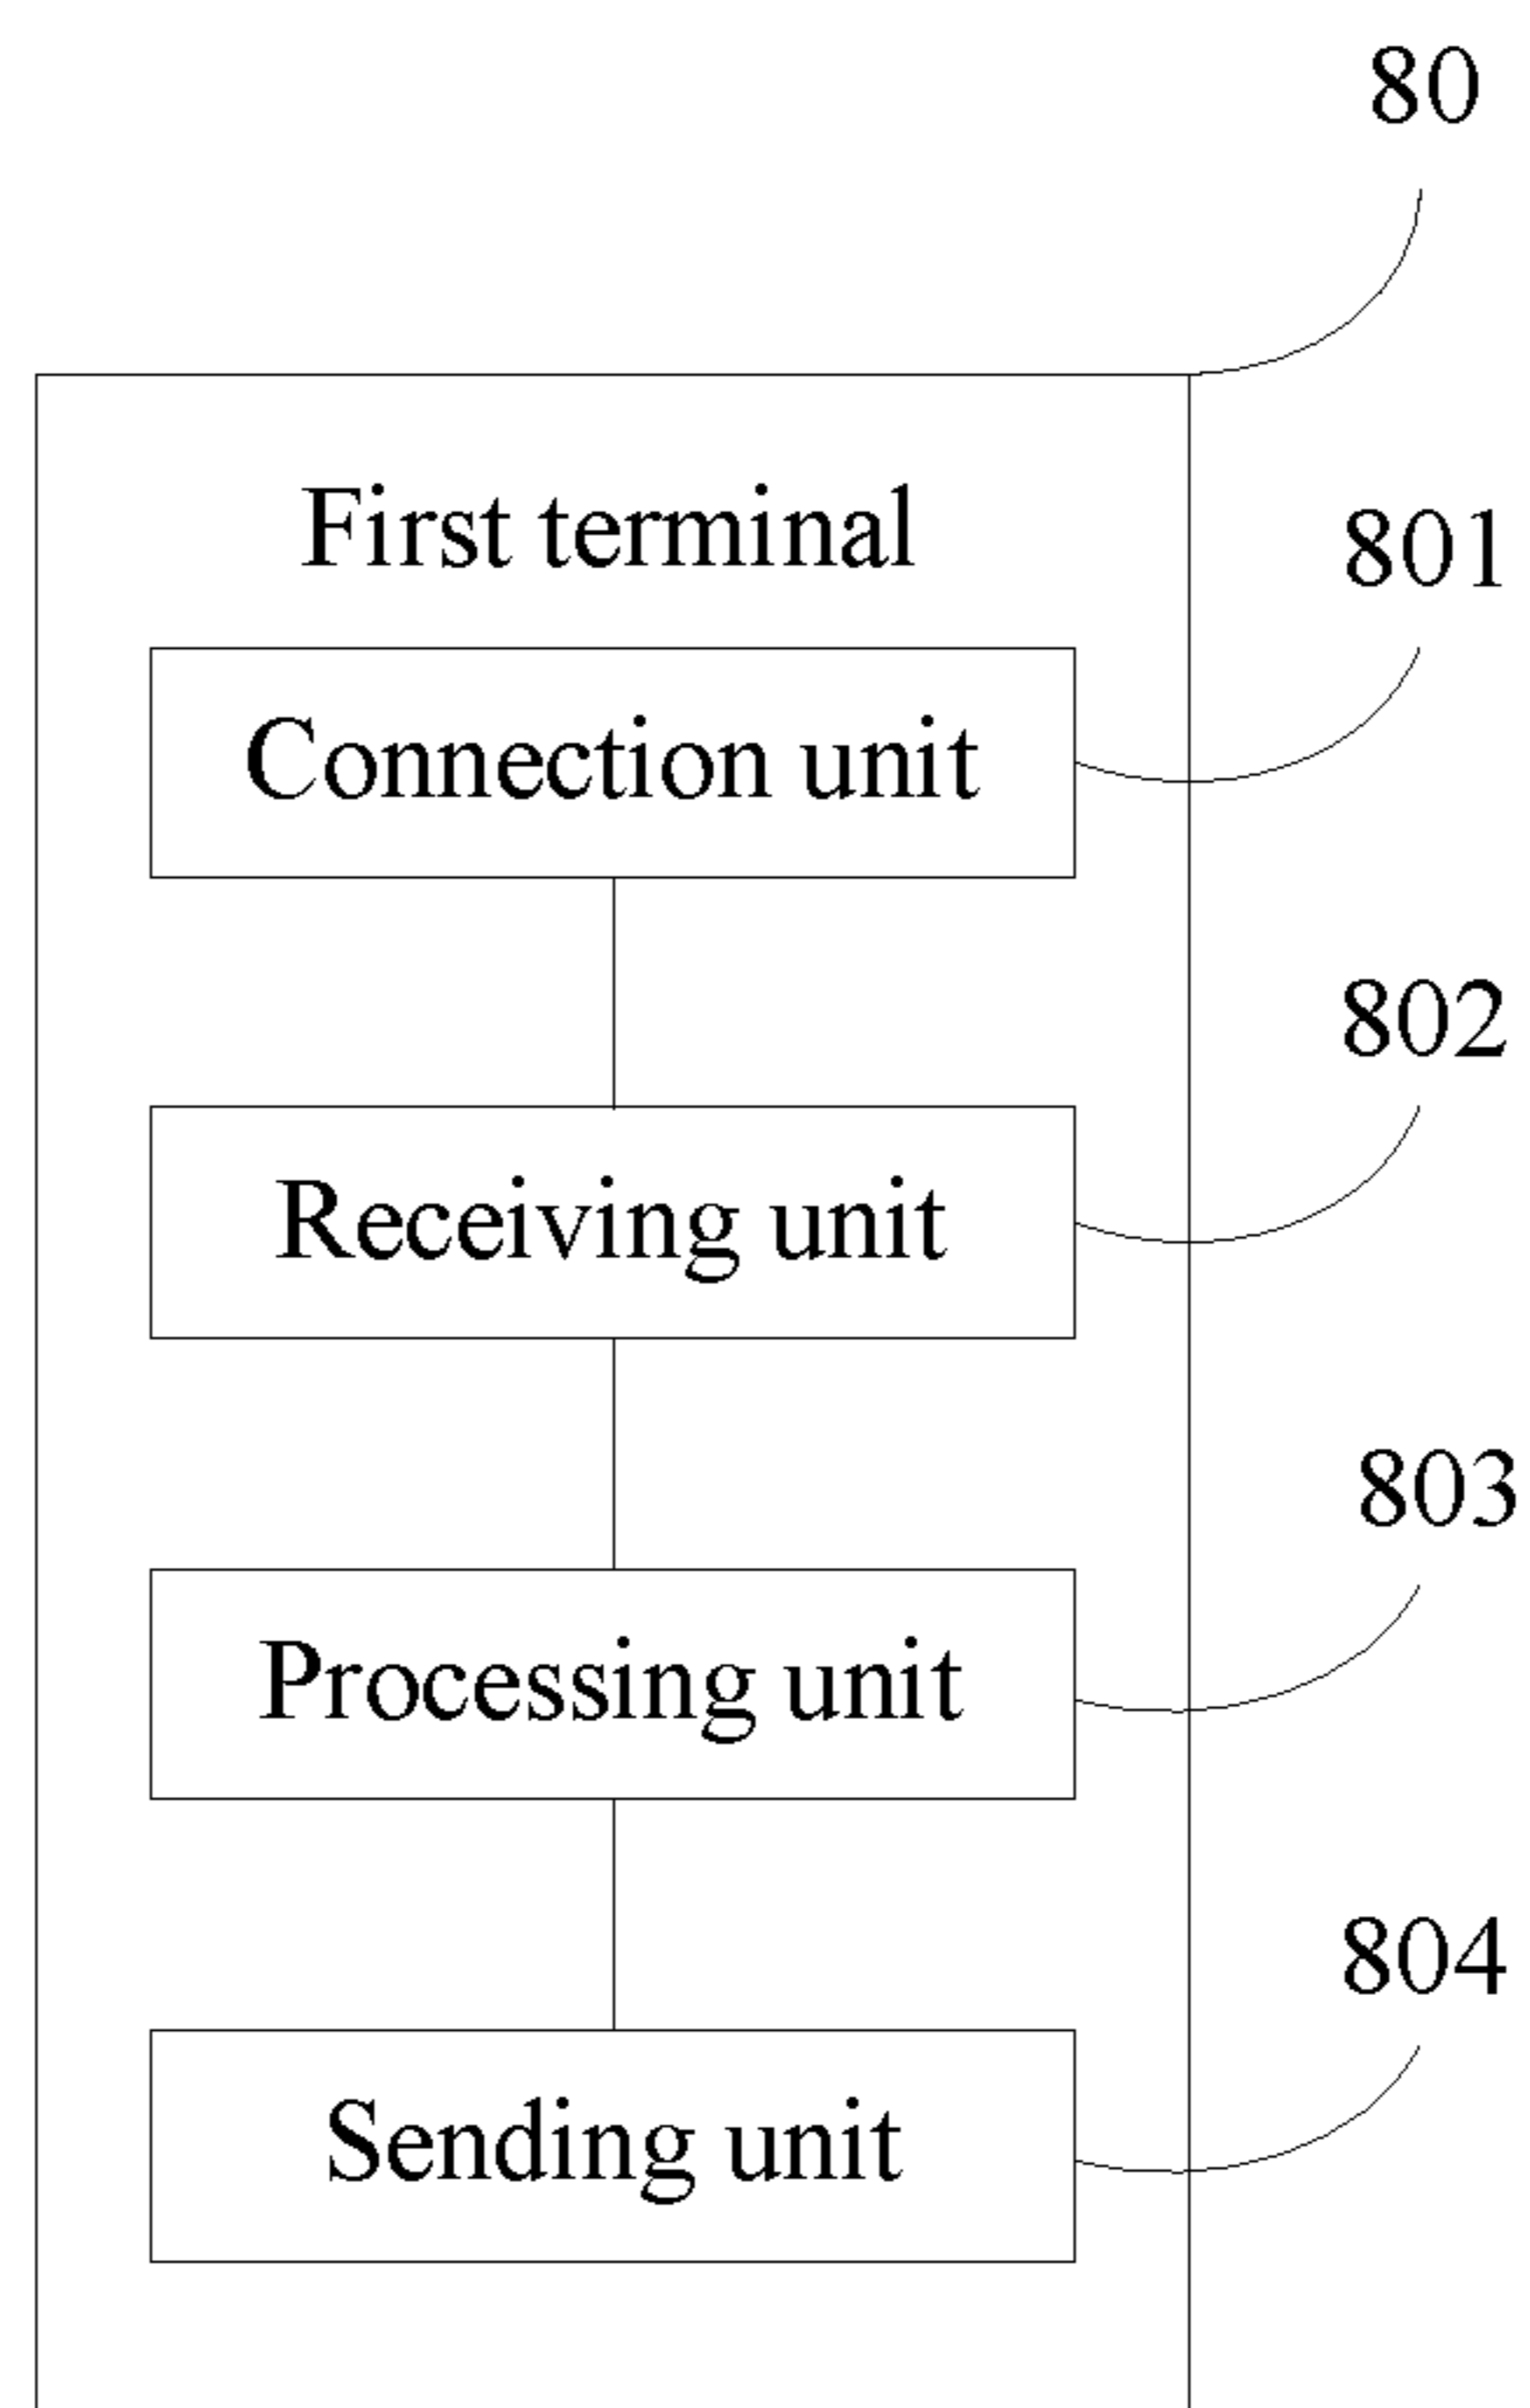 80
First terminal
801
Connection unit
802
Receiving unit
803
Processing unit
804
Sending unit